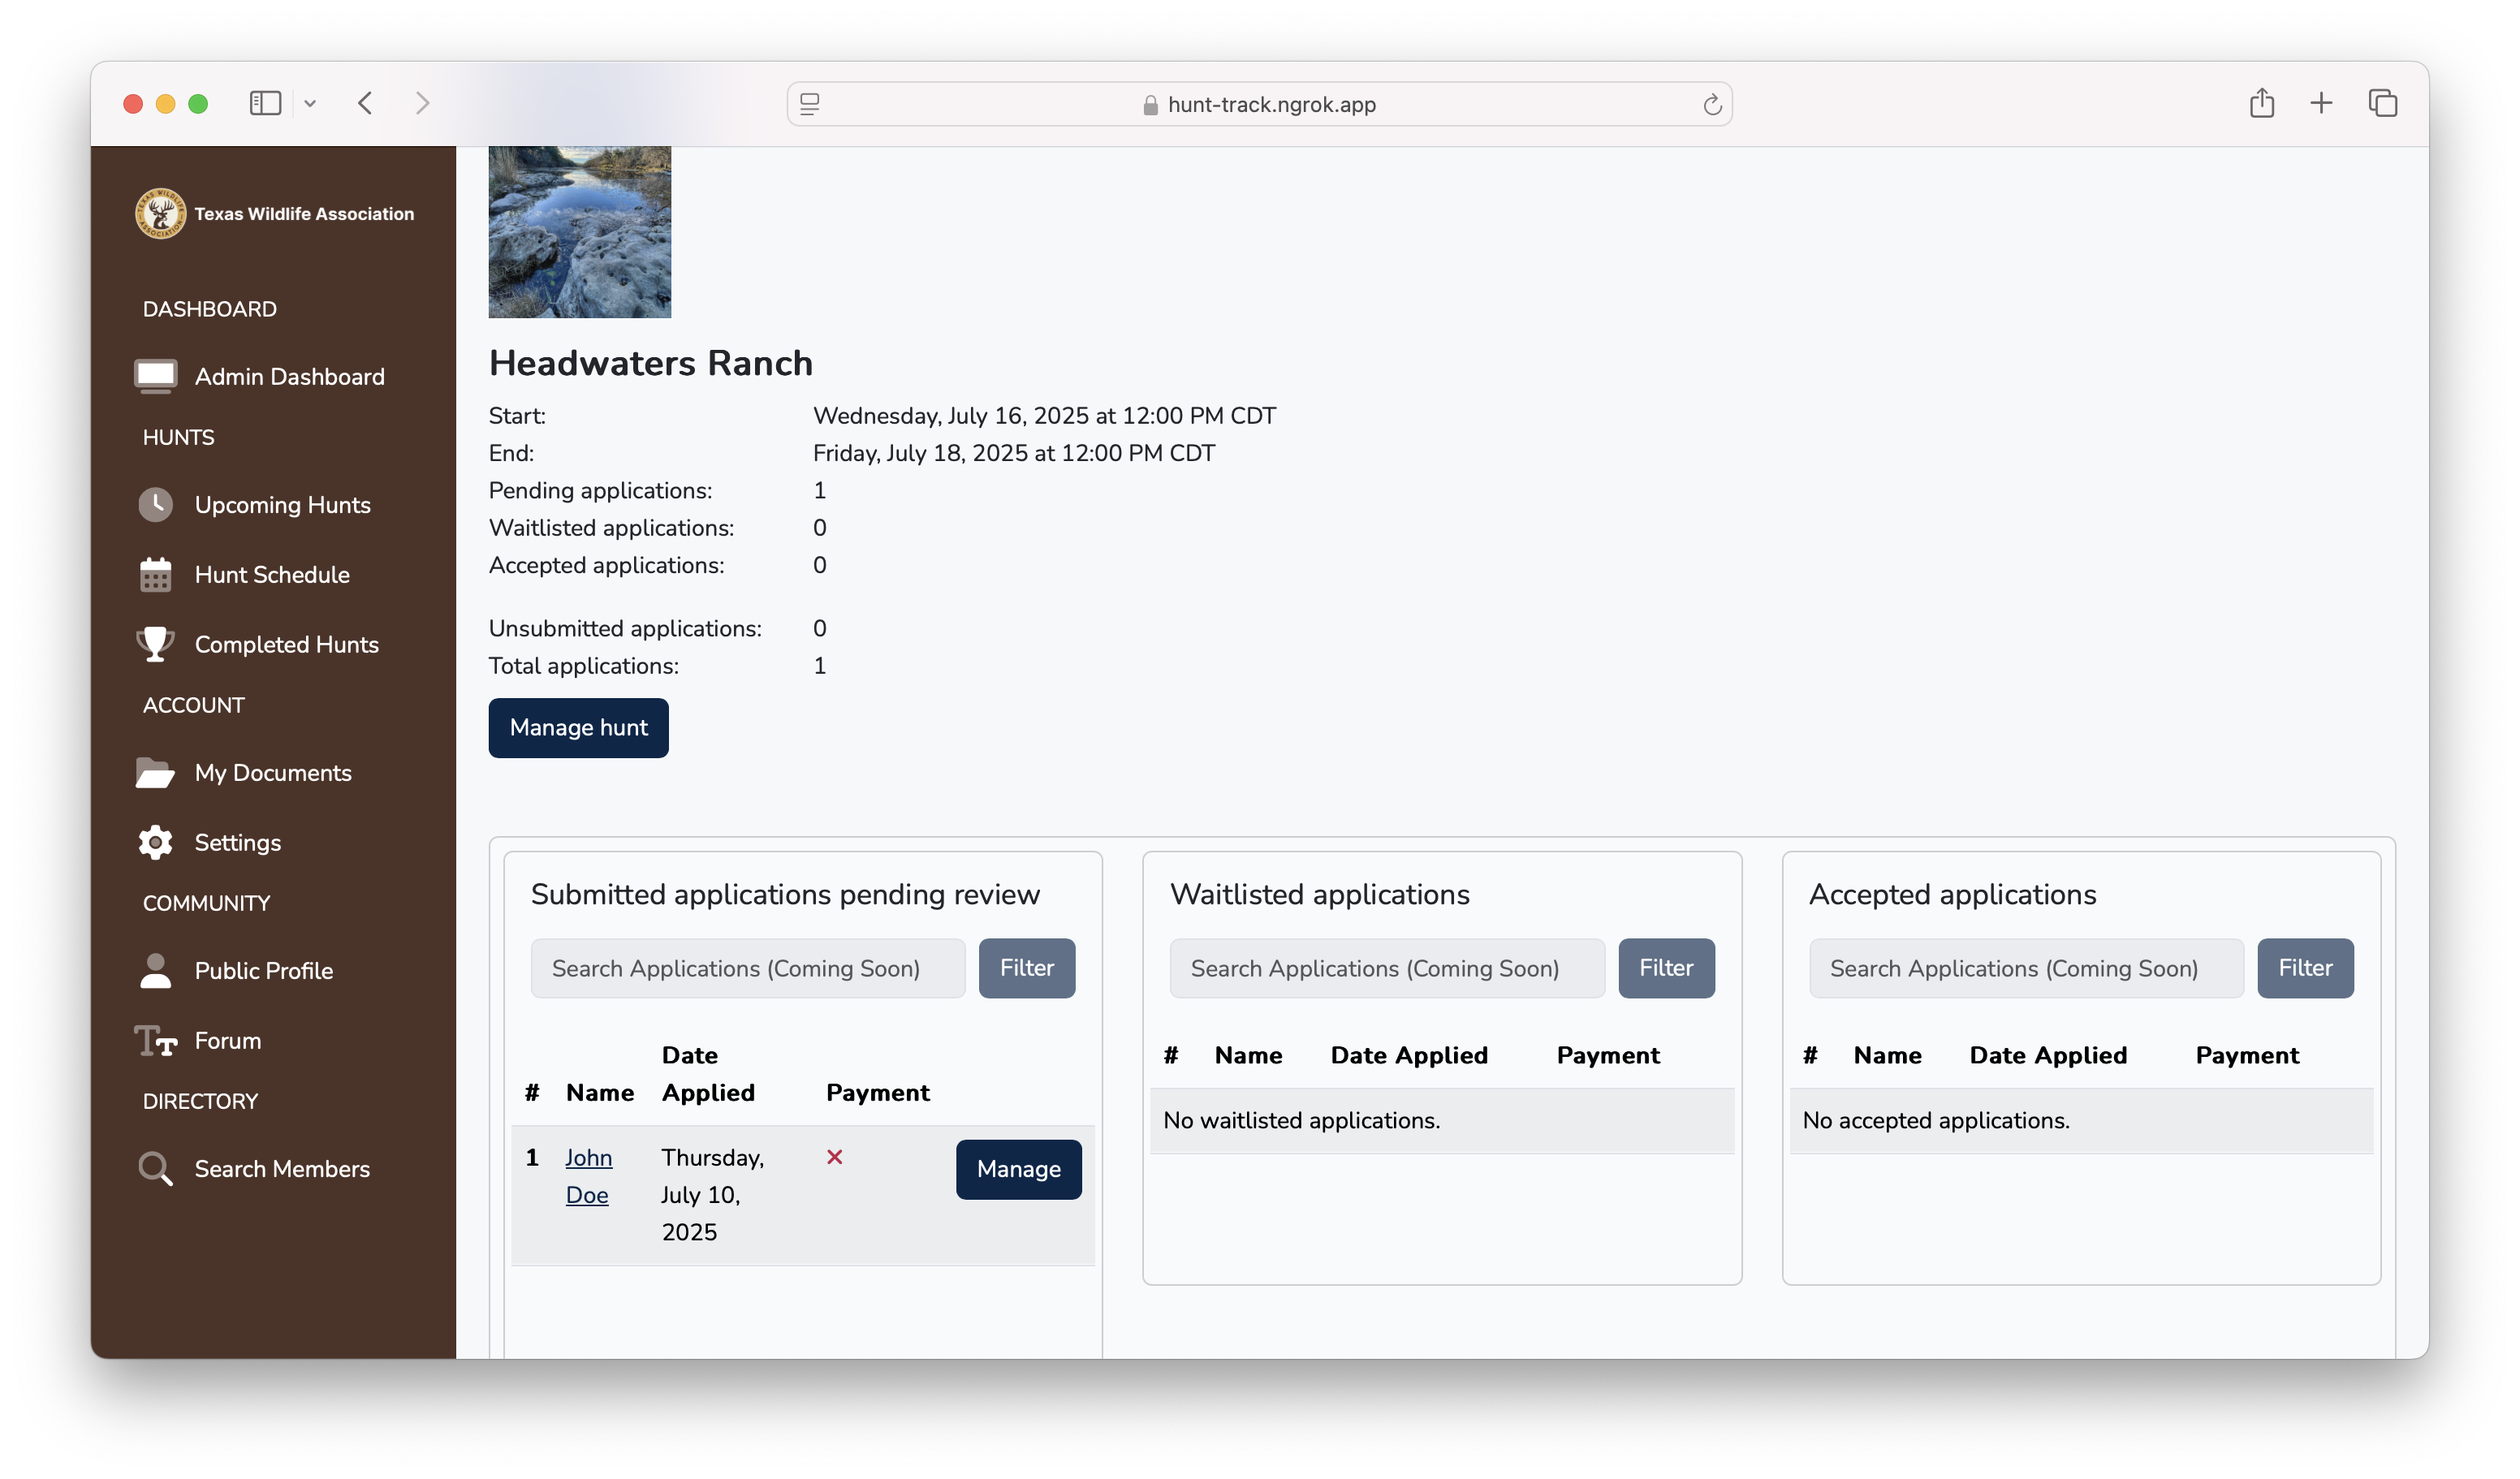 hunt-track.ngrok.app
Texas Wildlife Association
DASHBOARD
Admin Dashboard
HUNTS
Upcoming Hunts
Hunt Schedule
Completed Hunts
ACCOUNT
My Documents
Settings
COMMUNITY
Public Profile
Tt Forum
DIRECTORY
Search Members
Headwaters Ranch
Start: Wednesday, July 16, 2025 at 12:00 PM CDT
End: Friday, July 18, 2025 at 12:00 PM CDT
Pending applications: 1
Waitlisted applications: 0
Accepted applications: 0
Unsubmitted applications: 0
Total applications: 1
Manage hunt
Submitted applications pending review
Search Applications (Coming Soon) Filter
# Name Date Applied Payment
1 John Doe Thursday, July 10, 2025 Manage
Waitlisted applications
Search Applications (Coming Soon) Filter
# Name Date Applied Payment
No waitlisted applications.
Accepted applications
Search Applications (Coming Soon) Filter
# Name Date Applied Payment
No accepted applications.